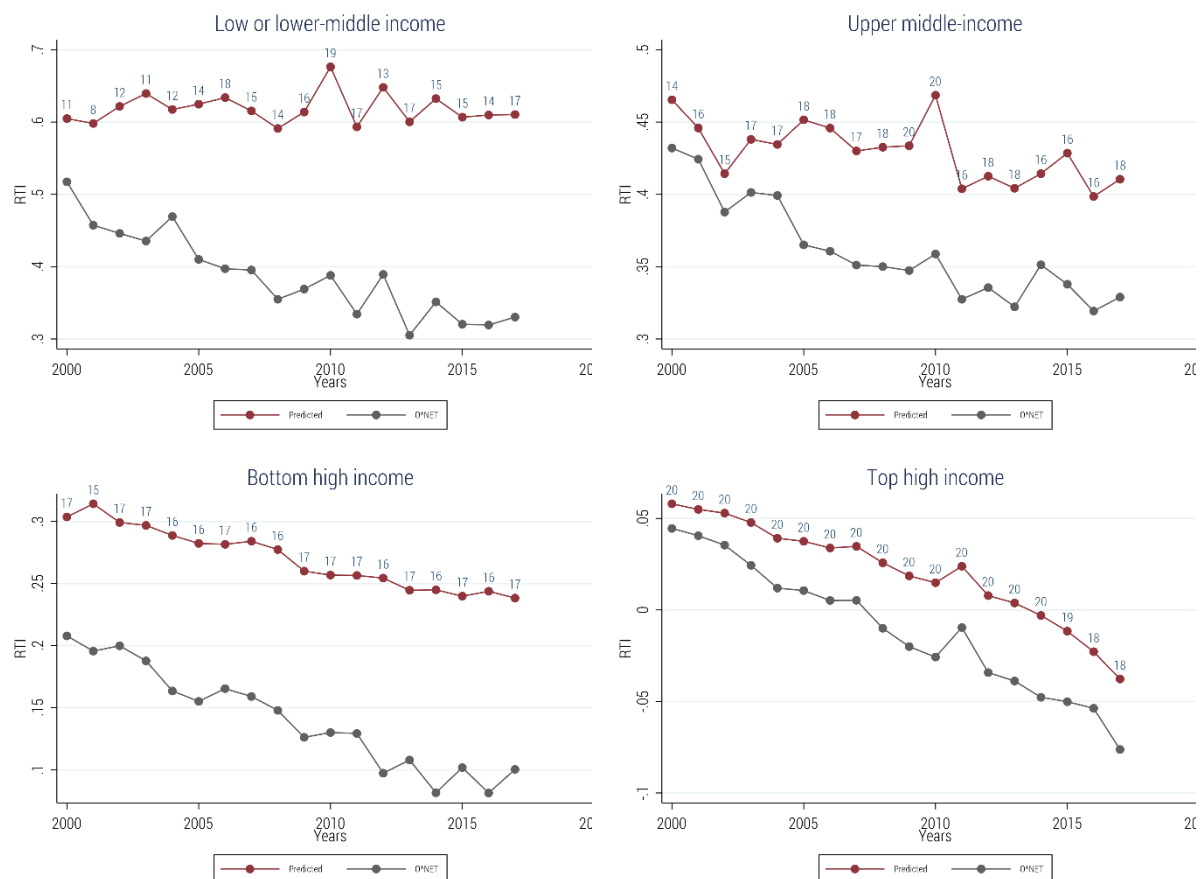 Low or lower-middle income
RTI
.7
.6
.5
.4
.3
11 8 12 11 12 14 18 15 14 16 19 17 13 17 15 15 14 17
2000 2005 2010 2015 20
Years
Predicted O*NET
Upper middle-income
RTI
.5
.45
.4
.35
.3
14 16 15 17 17 18 18 17 18 20 20 16 18 18 16 16 16 18
2000 2005 2010 2015 20
Years
Predicted O*NET
Bottom high income
RTI
.3
.25
.2
.15
.1
17 15 17 17 16 16 17 16 16 17 17 17 16 17 16 17 16 17
2000 2005 2010 2015 20
Years
Predicted O*NET
Top high income
RTI
.05
0
-.05
-.1
20 20 20 20 20 20 20 20 20 20 20 20 20 20 20 19 18 18
2000 2005 2010 2015 20
Years
Predicted O*NET